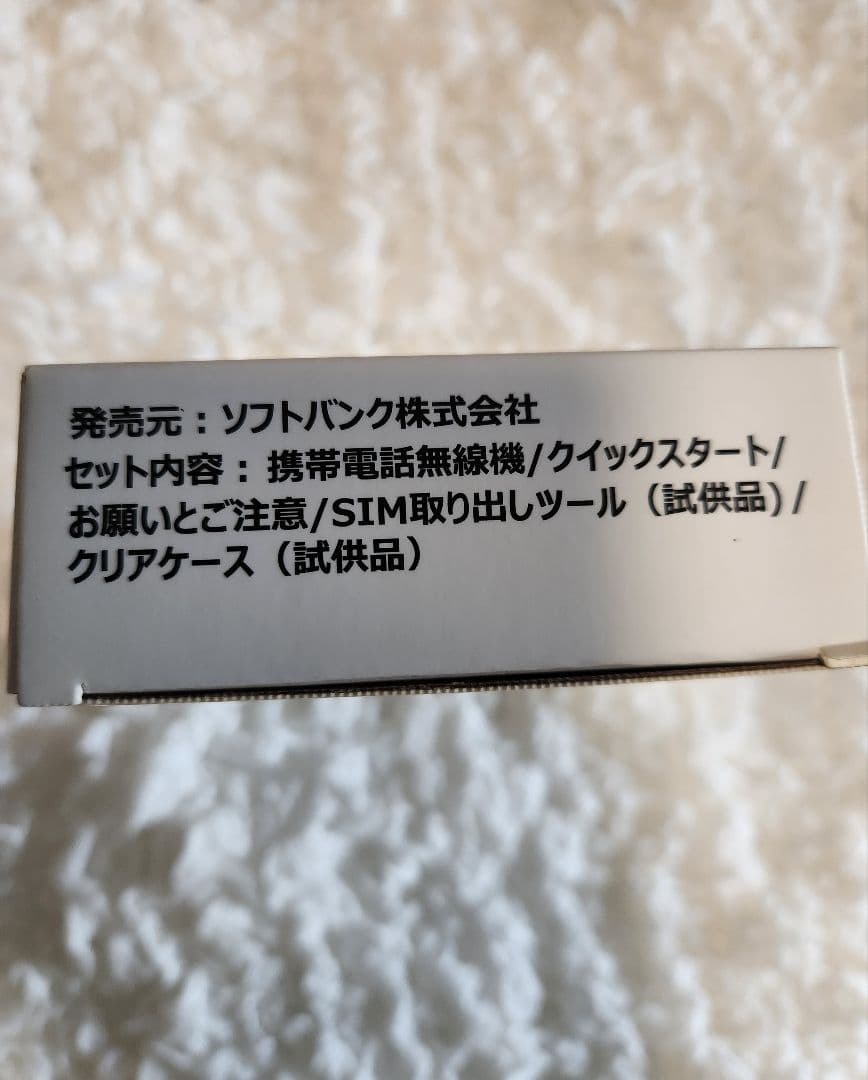 発売元：ソフトバンク株式会社
セット内容：携帯電話無線機/クイックスタート/
お願いとご注意/SIM取り出しツール（試供品）/
クリアケース（試供品）